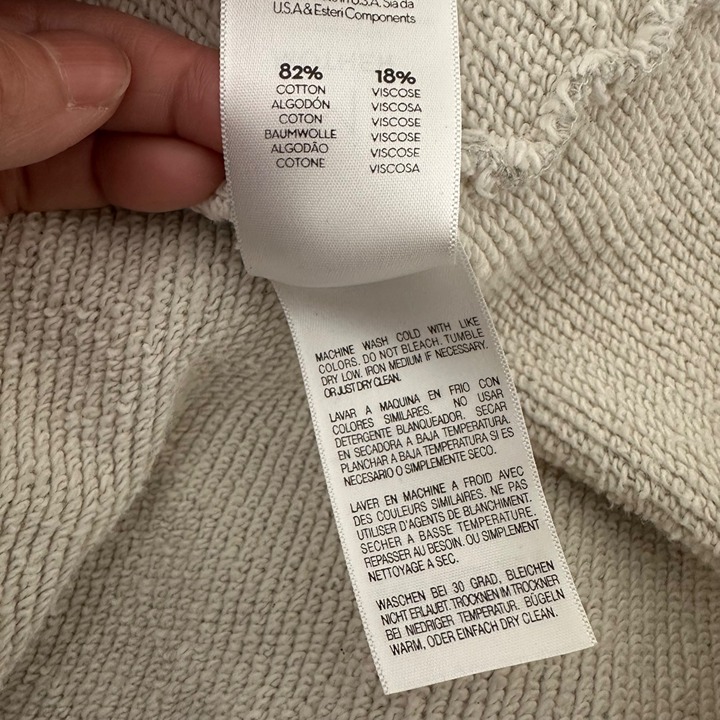 in U.S.A. Sia da
U.S.A & Esteri Components
82% 18%
COTTON VISCOSE
ALGODÓN VISCOSA
COTON VISCOSE
BAUMWOLLE VISCOSE
ALGODÃO VISCOSE
COTONE VISCOSA
MACHINE WASH COLD WITH LIKE
COLORS. DO NOT BLEACH. TUMBLE
DRY LOW. IRON MEDIUM IF NECESSARY.
OR JUST DRY CLEAN.
LAVAR A MAQUINA EN FRIO CON
COLORES SIMILARES. NO USAR
DETERGENTE BLANQUEADOR. SECAR
EN SECADORA A BAJA TEMPERATURA.
PLANCHAR A BAJA TEMPERATURA SI ES
NECESARIO O SIMPLEMENTE SECO.
LAVER EN MACHINE A FROID AVEC
DES COULEURS SIMILAIRES. NE PAS
UTILISER D'AGENTS DE BLANCHIMENT.
SECHER A BASSE TEMPERATURE.
REPASSER AU BESOIN. OU SIMPLEMENT
NETTOYAGE A SEC.
WASCHEN BEI 30 GRAD, BLEICHEN
NICHT ERLAUBT. TROCKNEN IM TROCKNER
BEI NIEDRIGER TEMPERATUR. BÜGELN
WARM, ODER EINFACH DRY CLEAN.